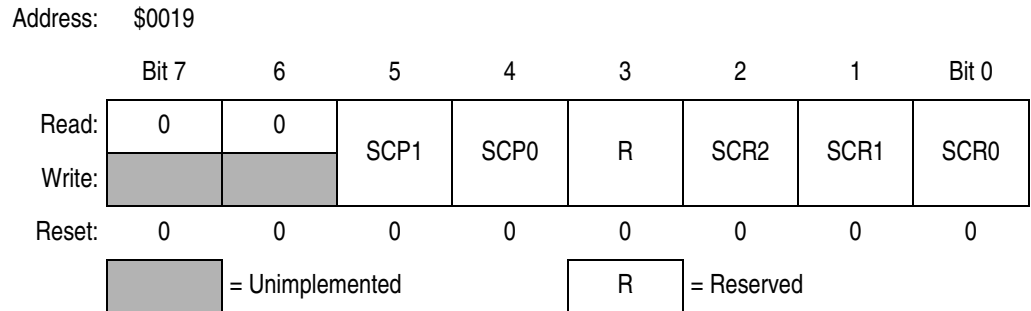 Address: $0019
Bit 7 6 5 4 3 2 1 Bit 0
Read: 0 0 SCP1 SCP0 R SCR2 SCR1 SCR0
Write:
Reset: 0 0 0 0 0 0 0 0
= Unimplemented R = Reserved